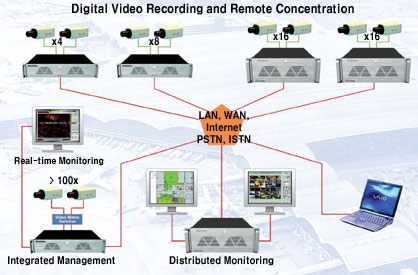 Digital Video Recording and Remote Concentration
x4
x8
x16
x16
LAN, WAN,
Internet
PSTN, ISTN
Real-time Monitoring
> 100x
Video Matrix
Switcher
Integrated Management
Distributed Monitoring
VAIO